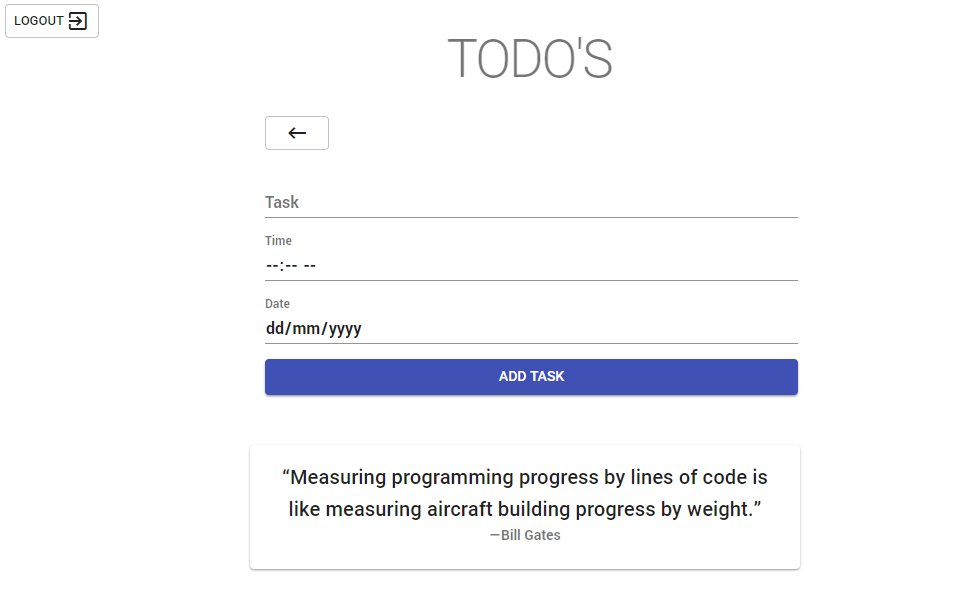 LOGOUT
TODO'S
Task
Time
--:-- --
Date
dd/mm/yyyy
ADD TASK
“Measuring programming progress by lines of code is
like measuring aircraft building progress by weight.”
—Bill Gates